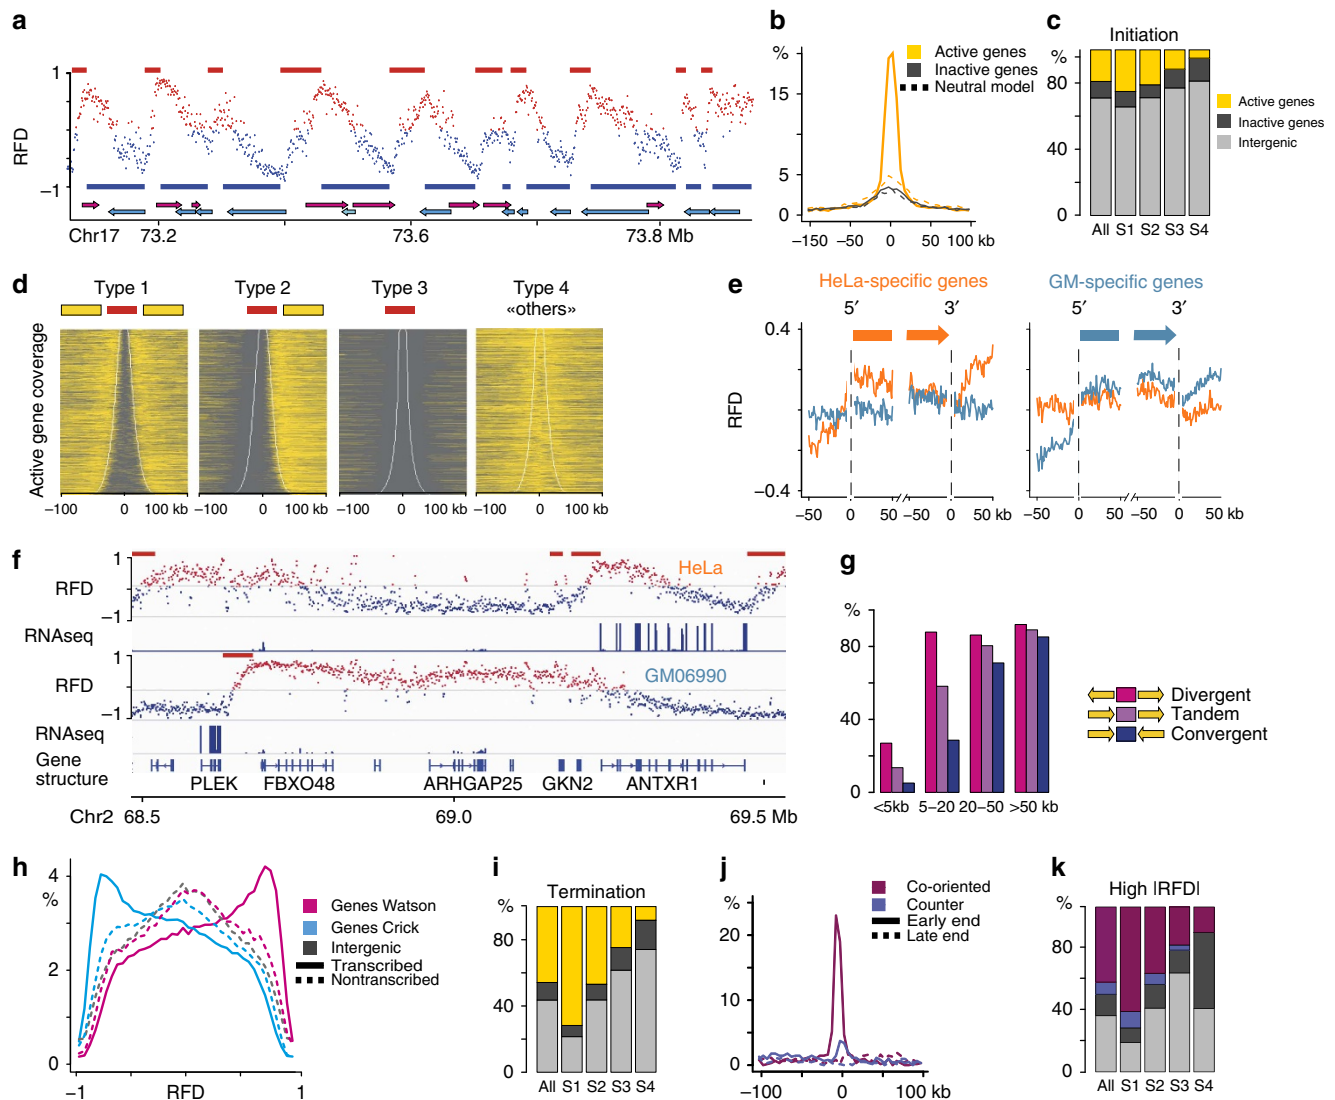 a
1
RFD
−1
Chr17
73.2
73.6
73.8 Mb
b
%
15
5
0
−150
−50
0
50
100 kb
Active genes
Inactive genes
Neutral model
c
Initiation
%
80
40
0
All
S1
S2
S3
S4
Active genes
Inactive genes
Intergenic
d
Type 1
Type 2
Type 3
Type 4
«others»
Active gene coverage
−100
0
100 kb
−100
0
100 kb
−100
0
100 kb
−100
0
100 kb
e
HeLa-specific genes
GM-specific genes
5′
3′
5′
3′
0.4
RFD
−0.4
−50
0
50
−50
0
50 kb
−50
0
50
−50
0
50 kb
f
1
RFD
−1
HeLa
RNAseq
1
RFD
−1
GM06990
RNAseq
Gene
structure
PLEK
FBXO48
ARHGAP25
GKN2
ANTXR1
Chr2
68.5
69.0
69.5 Mb
g
%
80
40
0
<5kb
5−20
20−50
>50 kb
Divergent
Tandem
Convergent
h
4
%
2
0
−1
RFD
1
Genes Watson
Genes Crick
Intergenic
Transcribed
Nontranscribed
i
Termination
%
80
40
0
All
S1
S2
S3
S4
j
%
20
10
0
−100
0
100 kb
Co-oriented
Counter
Early end
Late end
k
High |RFD|
%
80
40
0
All
S1
S2
S3
S4